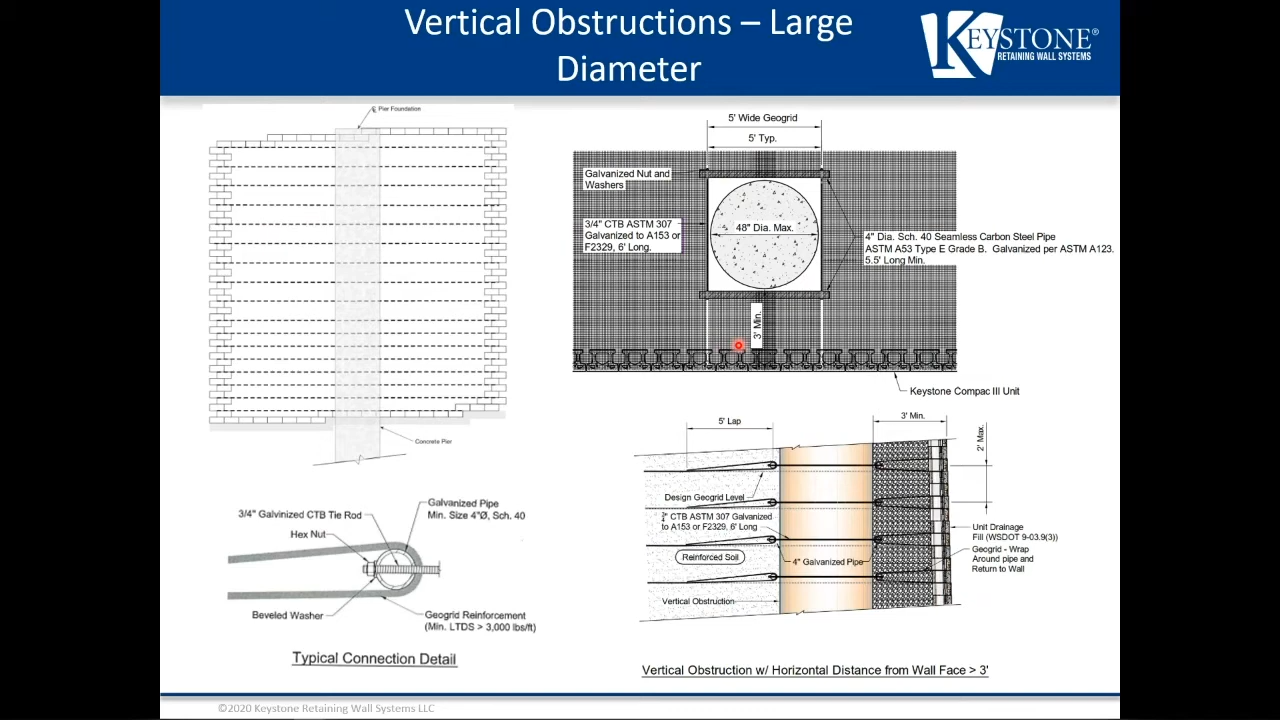 Vertical Obstructions – Large
Diameter
KEYSTONE®
RETAINING WALL SYSTEMS
℄ Pier Foundation
Concrete Pier
5' Wide Geogrid
5' Typ.
Galvanized Nut and
Washers
3/4" CTB ASTM 307
Galvanized to A153 or
F2329, 6' Long.
48" Dia. Max.
4" Dia. Sch. 40 Seamless Carbon Steel Pipe
ASTM A53 Type E Grade B. Galvanized per ASTM A123.
5.5' Long Min.
3' Min.
Keystone Compac III Unit
Galvanized Pipe
Min. Size 4"Ø, Sch. 40
3/4" Galvinized CTB Tie Rod
Hex Nut
Beveled Washer
Geogrid Reinforcement
(Min. LTDS > 3,000 lbs/ft)
Typical Connection Detail
5' Lap
3' Min.
2' Max.
Design Geogrid Level
3/4" CTB ASTM 307 Galvanized
to A153 or F2329, 6' Long
Reinforced Soil
4" Galvanized Pipe
Vertical Obstruction
Unit Drainage
Fill (WSDOT 9-03.9(3))
Geogrid - Wrap
Around pipe and
Return to Wall
Vertical Obstruction w/ Horizontal Distance from Wall Face > 3'
©2020 Keystone Retaining Wall Systems LLC